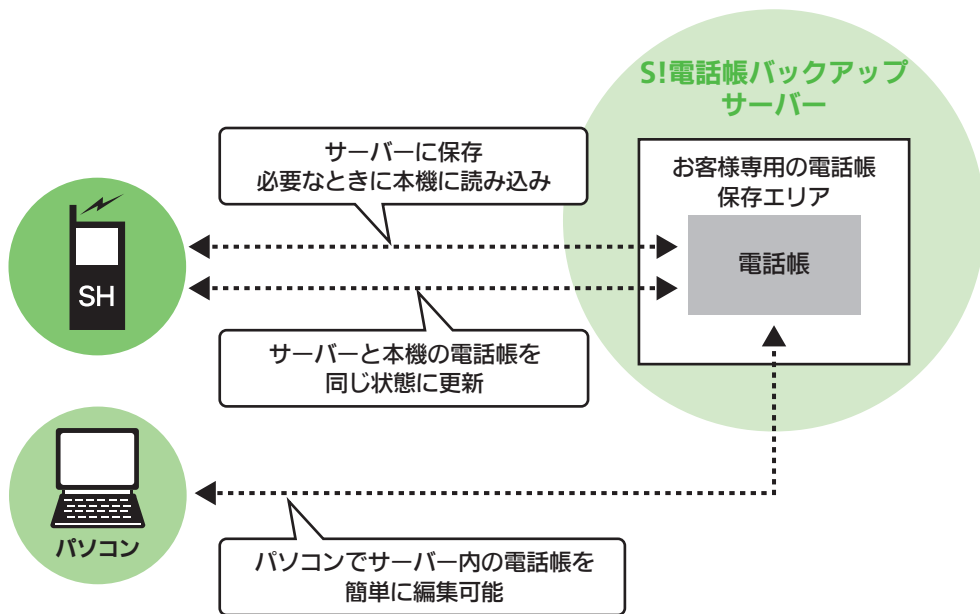 S!電話帳バックアップ
サーバー
サーバーに保存
必要なときに本機に読み込み
お客様専用の電話帳
保存エリア
電話帳
SH
サーバーと本機の電話帳を
同じ状態に更新
パソコン
パソコンでサーバー内の電話帳を
簡単に編集可能